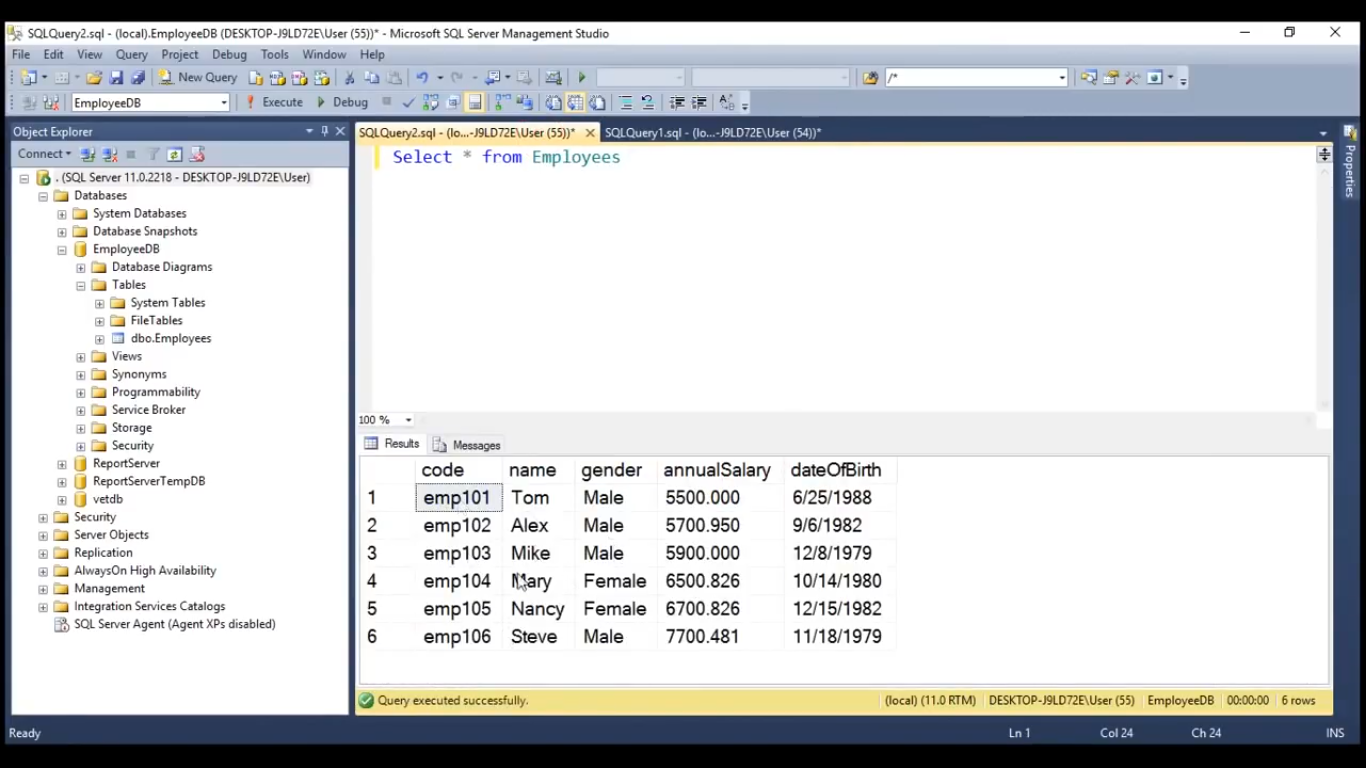 SQLQuery2.sql - (local).EmployeeDB (DESKTOP-J9LD72E\User (55))* - Microsoft SQL Server Management Studio
File Edit View Query Project Debug Tools Window Help
New Query /*
EmployeeDB Execute Debug
Object Explorer
Connect
. (SQL Server 11.0.2218 - DESKTOP-J9LD72E\User)
Databases
System Databases
Database Snapshots
EmployeeDB
Database Diagrams
Tables
System Tables
FileTables
dbo.Employees
Views
Synonyms
Programmability
Service Broker
Storage
Security
ReportServer
ReportServerTempDB
vetdb
Security
Server Objects
Replication
AlwaysOn High Availability
Management
Integration Services Catalogs
SQL Server Agent (Agent XPs disabled)
SQLQuery2.sql - (lo...-J9LD72E\User (55))* SQLQuery1.sql - (lo...-J9LD72E\User (54))*
Select * from Employees
100 %
Results Messages
code name gender annualSalary dateOfBirth
1 emp101 Tom Male 5500.000 6/25/1988
2 emp102 Alex Male 5700.950 9/6/1982
3 emp103 Mike Male 5900.000 12/8/1979
4 emp104 Mary Female 6500.826 10/14/1980
5 emp105 Nancy Female 6700.826 12/15/1982
6 emp106 Steve Male 7700.481 11/18/1979
Query executed successfully. (local) (11.0 RTM) DESKTOP-J9LD72E\User (55) EmployeeDB 00:00:00 6 rows
Properties
Ready Ln 1 Col 24 Ch 24 INS